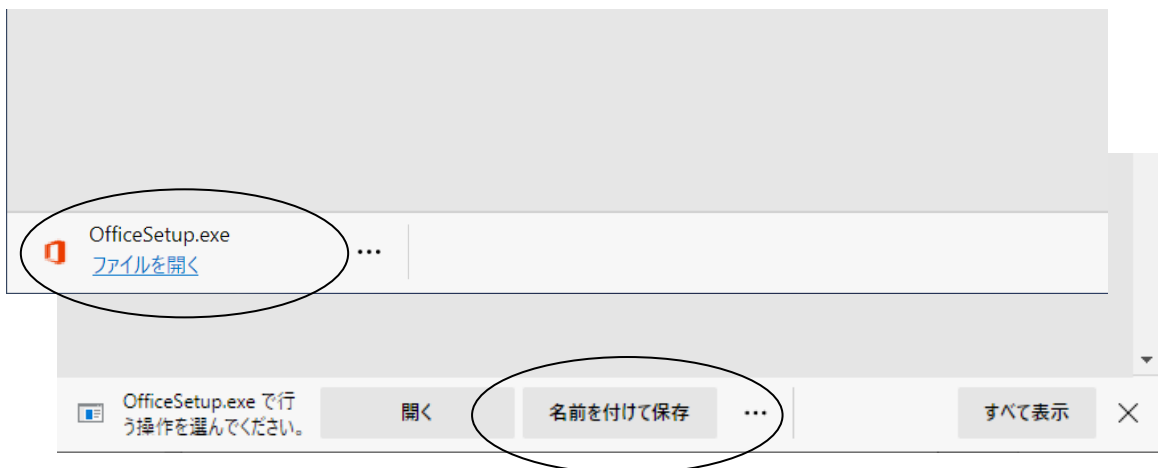 OfficeSetup.exe
ファイルを開く
…
OfficeSetup.exe で行
う操作を選んでください。
開く
名前を付けて保存
…
すべて表示